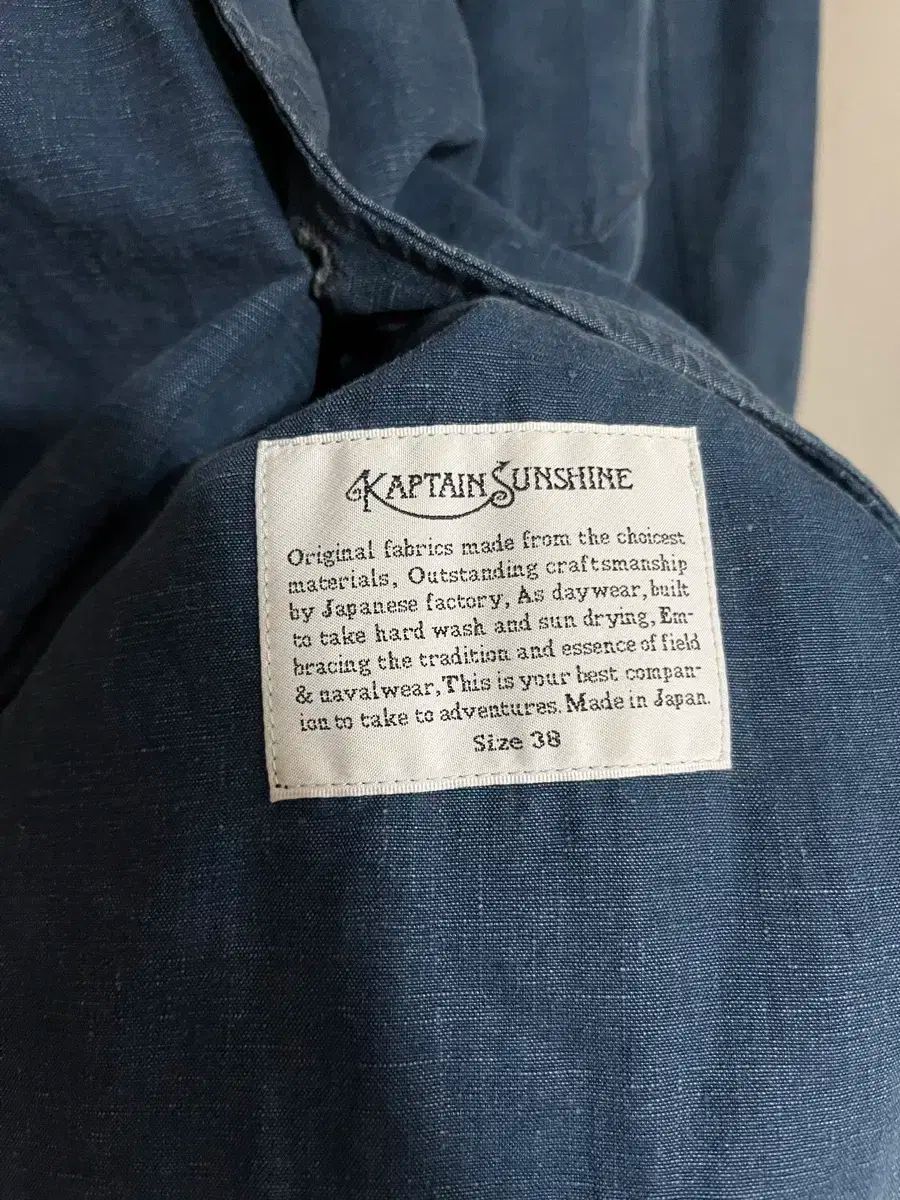 KAPTAIN SUNSHINE
Original fabrics made from the choicest
materials, Outstanding craftsmanship
by Japanese factory, As daywear, built
to take hard wash and sun drying, Em-
bracing the tradition and essence of field
& navalwear, This is your best compan-
ion to take to adventures. Made in Japan.
Size 38